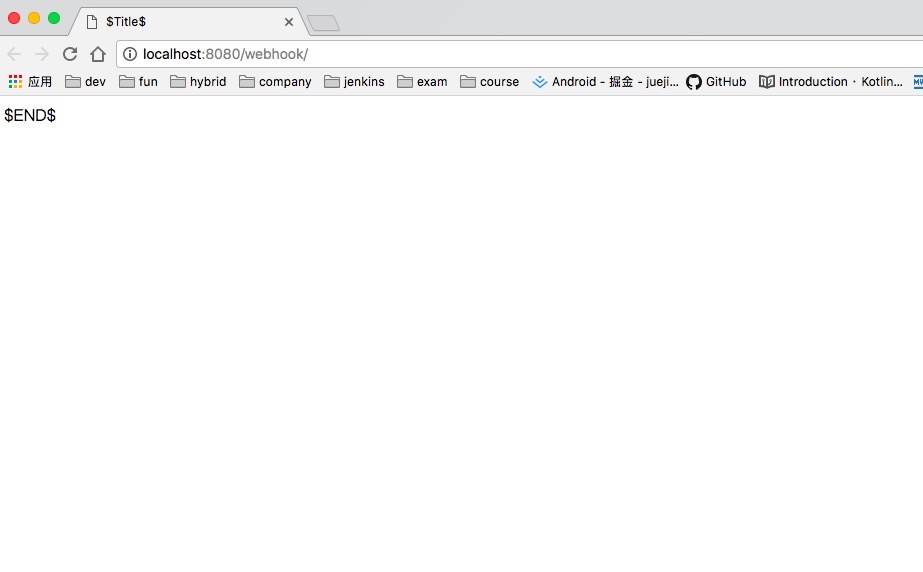 $Title$
localhost:8080/webhook/
应用 dev fun hybrid company jenkins exam course Android - 掘金 - jueji... GitHub Introduction · Kotlin...
$END$